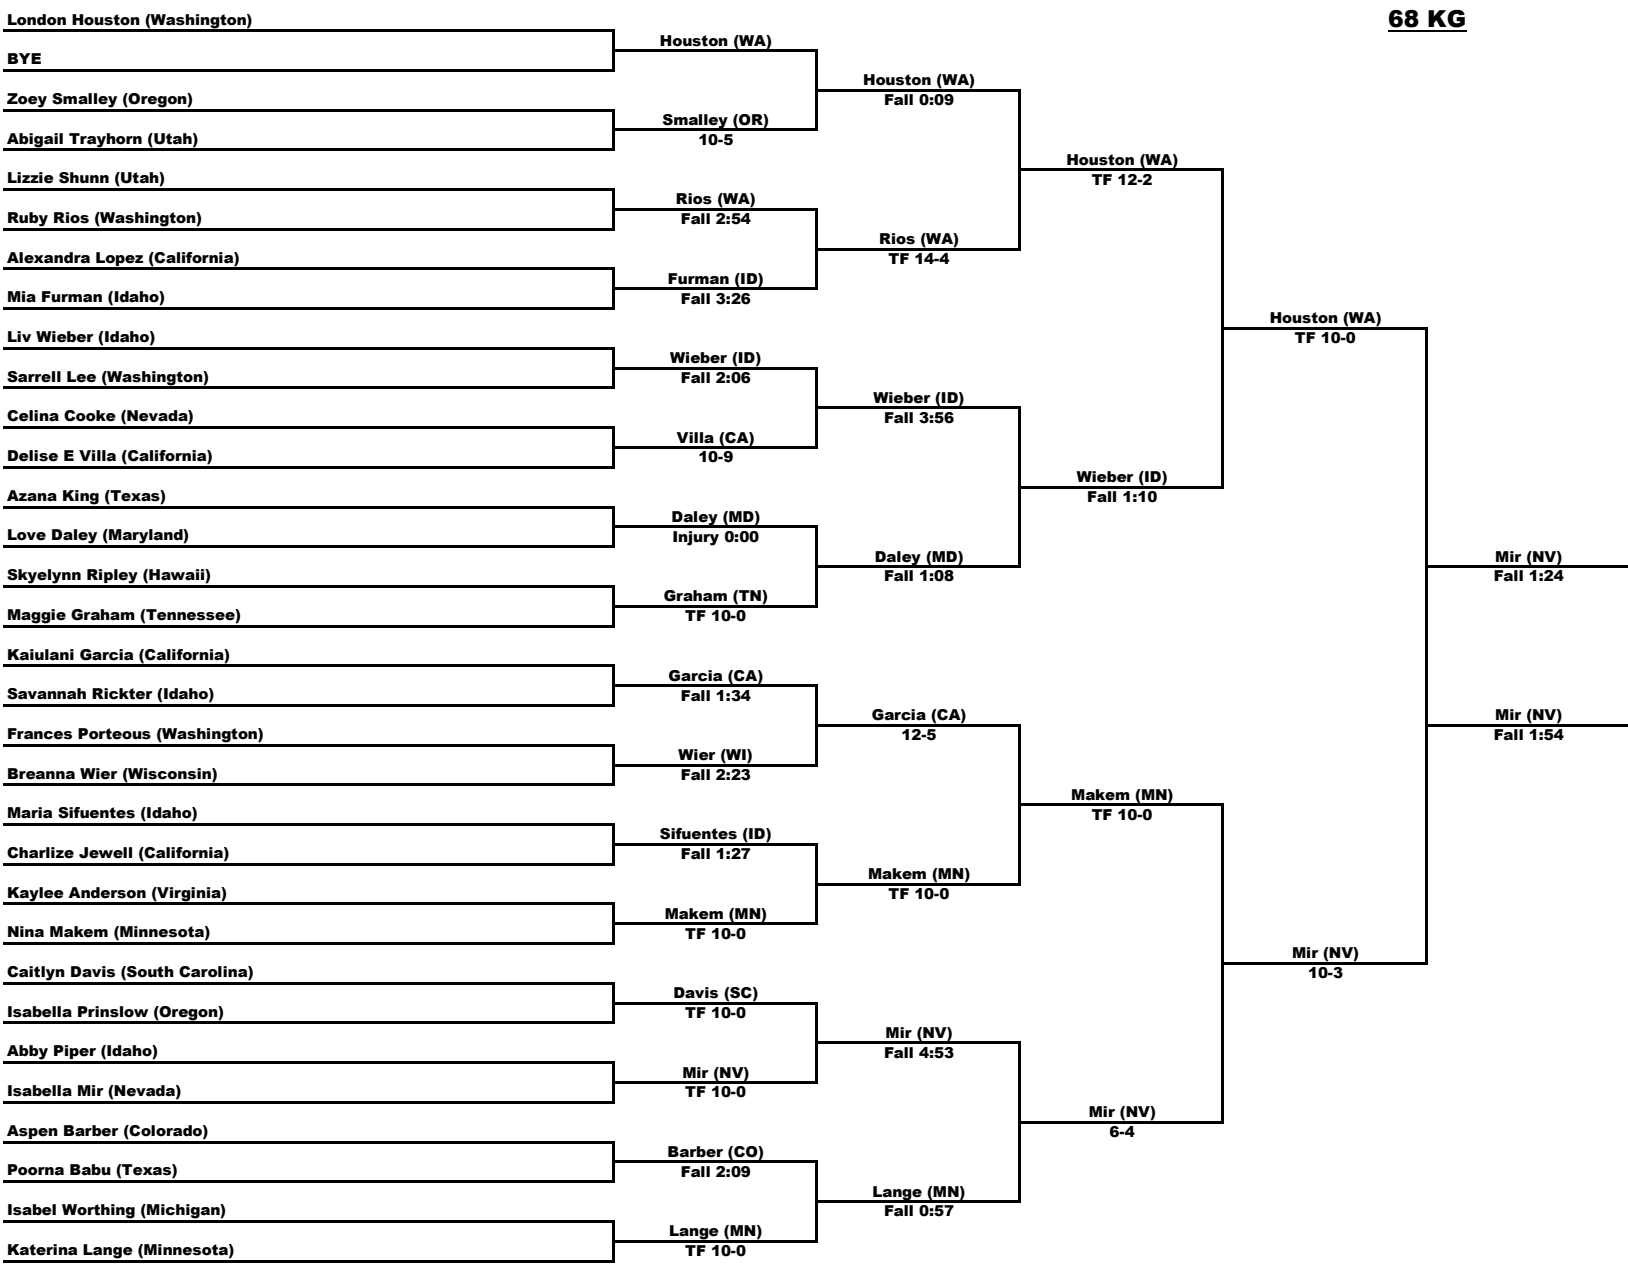 68 KG
London Houston (Washington)
BYE
Zoey Smalley (Oregon)
Abigail Trayhorn (Utah)
Lizzie Shunn (Utah)
Ruby Rios (Washington)
Alexandra Lopez (California)
Mia Furman (Idaho)
Liv Wieber (Idaho)
Sarrell Lee (Washington)
Celina Cooke (Nevada)
Delise E Villa (California)
Azana King (Texas)
Love Daley (Maryland)
Skyelynn Ripley (Hawaii)
Maggie Graham (Tennessee)
Kaiulani Garcia (California)
Savannah Rickter (Idaho)
Frances Porteous (Washington)
Breanna Wier (Wisconsin)
Maria Sifuentes (Idaho)
Charlize Jewell (California)
Kaylee Anderson (Virginia)
Nina Makem (Minnesota)
Caitlyn Davis (South Carolina)
Isabella Prinslow (Oregon)
Abby Piper (Idaho)
Isabella Mir (Nevada)
Aspen Barber (Colorado)
Poorna Babu (Texas)
Isabel Worthing (Michigan)
Katerina Lange (Minnesota)
Houston (WA)
Smalley (OR)
10-5
Rios (WA)
Fall 2:54
Furman (ID)
Fall 3:26
Wieber (ID)
Fall 2:06
Villa (CA)
10-9
Daley (MD)
Injury 0:00
Graham (TN)
TF 10-0
Garcia (CA)
Fall 1:34
Wier (WI)
Fall 2:23
Sifuentes (ID)
Fall 1:27
Makem (MN)
TF 10-0
Davis (SC)
TF 10-0
Mir (NV)
TF 10-0
Barber (CO)
Fall 2:09
Lange (MN)
TF 10-0
Houston (WA)
Fall 0:09
Rios (WA)
TF 14-4
Wieber (ID)
Fall 3:56
Daley (MD)
Fall 1:08
Garcia (CA)
12-5
Makem (MN)
TF 10-0
Mir (NV)
Fall 4:53
Lange (MN)
Fall 0:57
Houston (WA)
TF 12-2
Wieber (ID)
Fall 1:10
Makem (MN)
TF 10-0
Mir (NV)
6-4
Houston (WA)
TF 10-0
Mir (NV)
10-3
Mir (NV)
Fall 1:24
Mir (NV)
Fall 1:54